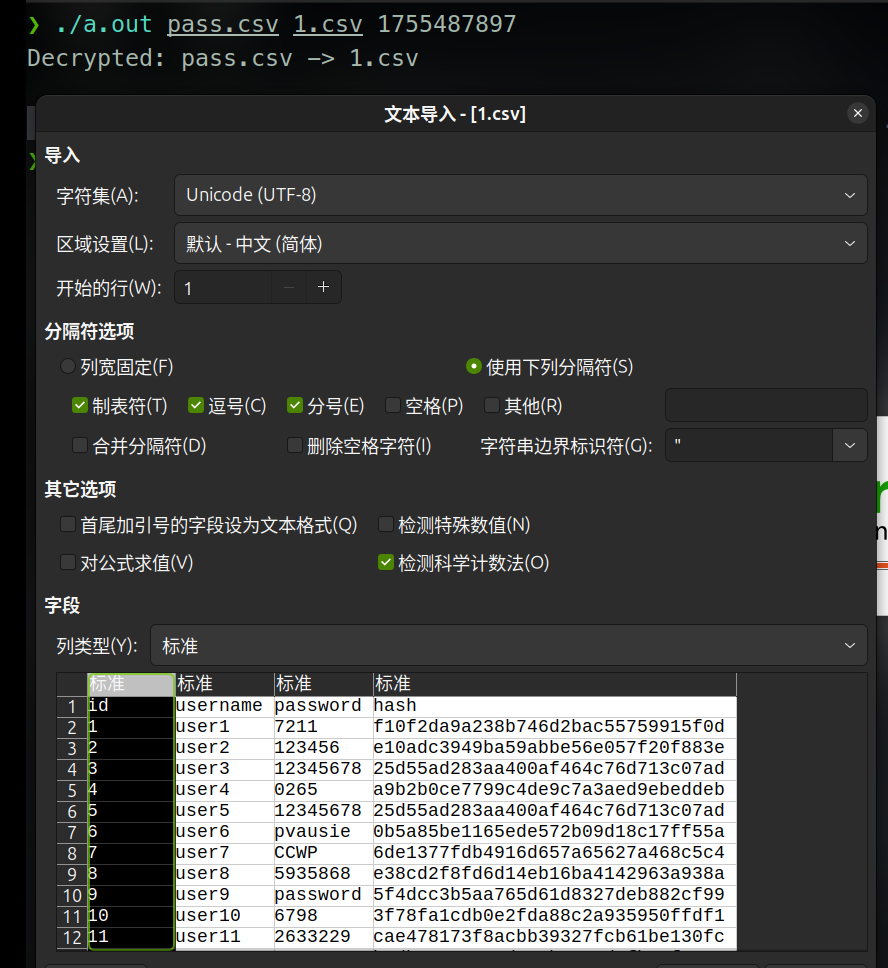 ❯ ./a.out pass.csv 1.csv 1755487897
Decrypted: pass.csv -> 1.csv
文本导入 - [1.csv]
导入
字符集(A): Unicode (UTF-8)
区域设置(L): 默认 - 中文 (简体)
开始的行(W): 1
分隔符选项
列宽固定(F) 使用下列分隔符(S)
制表符(T) 逗号(C) 分号(E) 空格(P) 其他(R)
合并分隔符(D) 删除空格字符(I) 字符串边界标识符(G): "
其它选项
首尾加引号的字段设为文本格式(Q) 检测特殊数值(N)
对公式求值(V) 检测科学计数法(O)
字段
列类型(Y): 标准
标准 标准 标准 标准
1 id username password hash
2 1 user1 7211 f10f2da9a238b746d2bac55759915f0d
3 2 user2 123456 e10adc3949ba59abbe56e057f20f883e
4 3 user3 12345678 25d55ad283aa400af464c76d713c07ad
5 4 user4 0265 a9b2b0ce7799c4de9c7a3aed9ebeddeb
6 5 user5 12345678 25d55ad283aa400af464c76d713c07ad
7 6 user6 pvausie 0b5a85be1165ede572b09d18c17ff55a
8 7 user7 CCWP 6de1377fdb4916d657a65627a468c5c4
9 8 user8 5935868 e38cd2f8fd6d14eb16ba4142963a938a
10 9 user9 password 5f4dcc3b5aa765d61d8327deb882cf99
11 10 user10 6798 3f78fa1cdb0e2fda88c2a935950ffdf1
12 11 user11 2633229 cae478173f8acbb39327fcb61be130fc